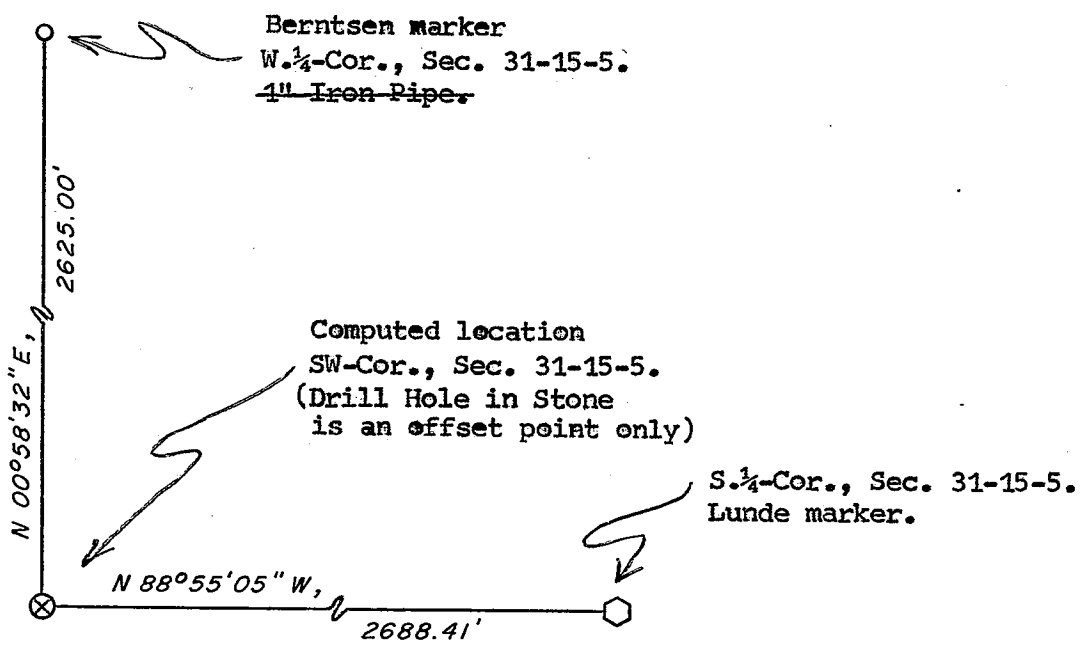 Berntsen marker
W.¼-Cor., Sec. 31-15-5.
1" Iron Pipe.
2625.00'
N 00°58'32"E,
Computed location
SW-Cor., Sec. 31-15-5.
(Drill Hole in Stone
is an offset point only)
S.¼-Cor., Sec. 31-15-5.
Lunde marker.
N 88°55'05"W,
2688.41'